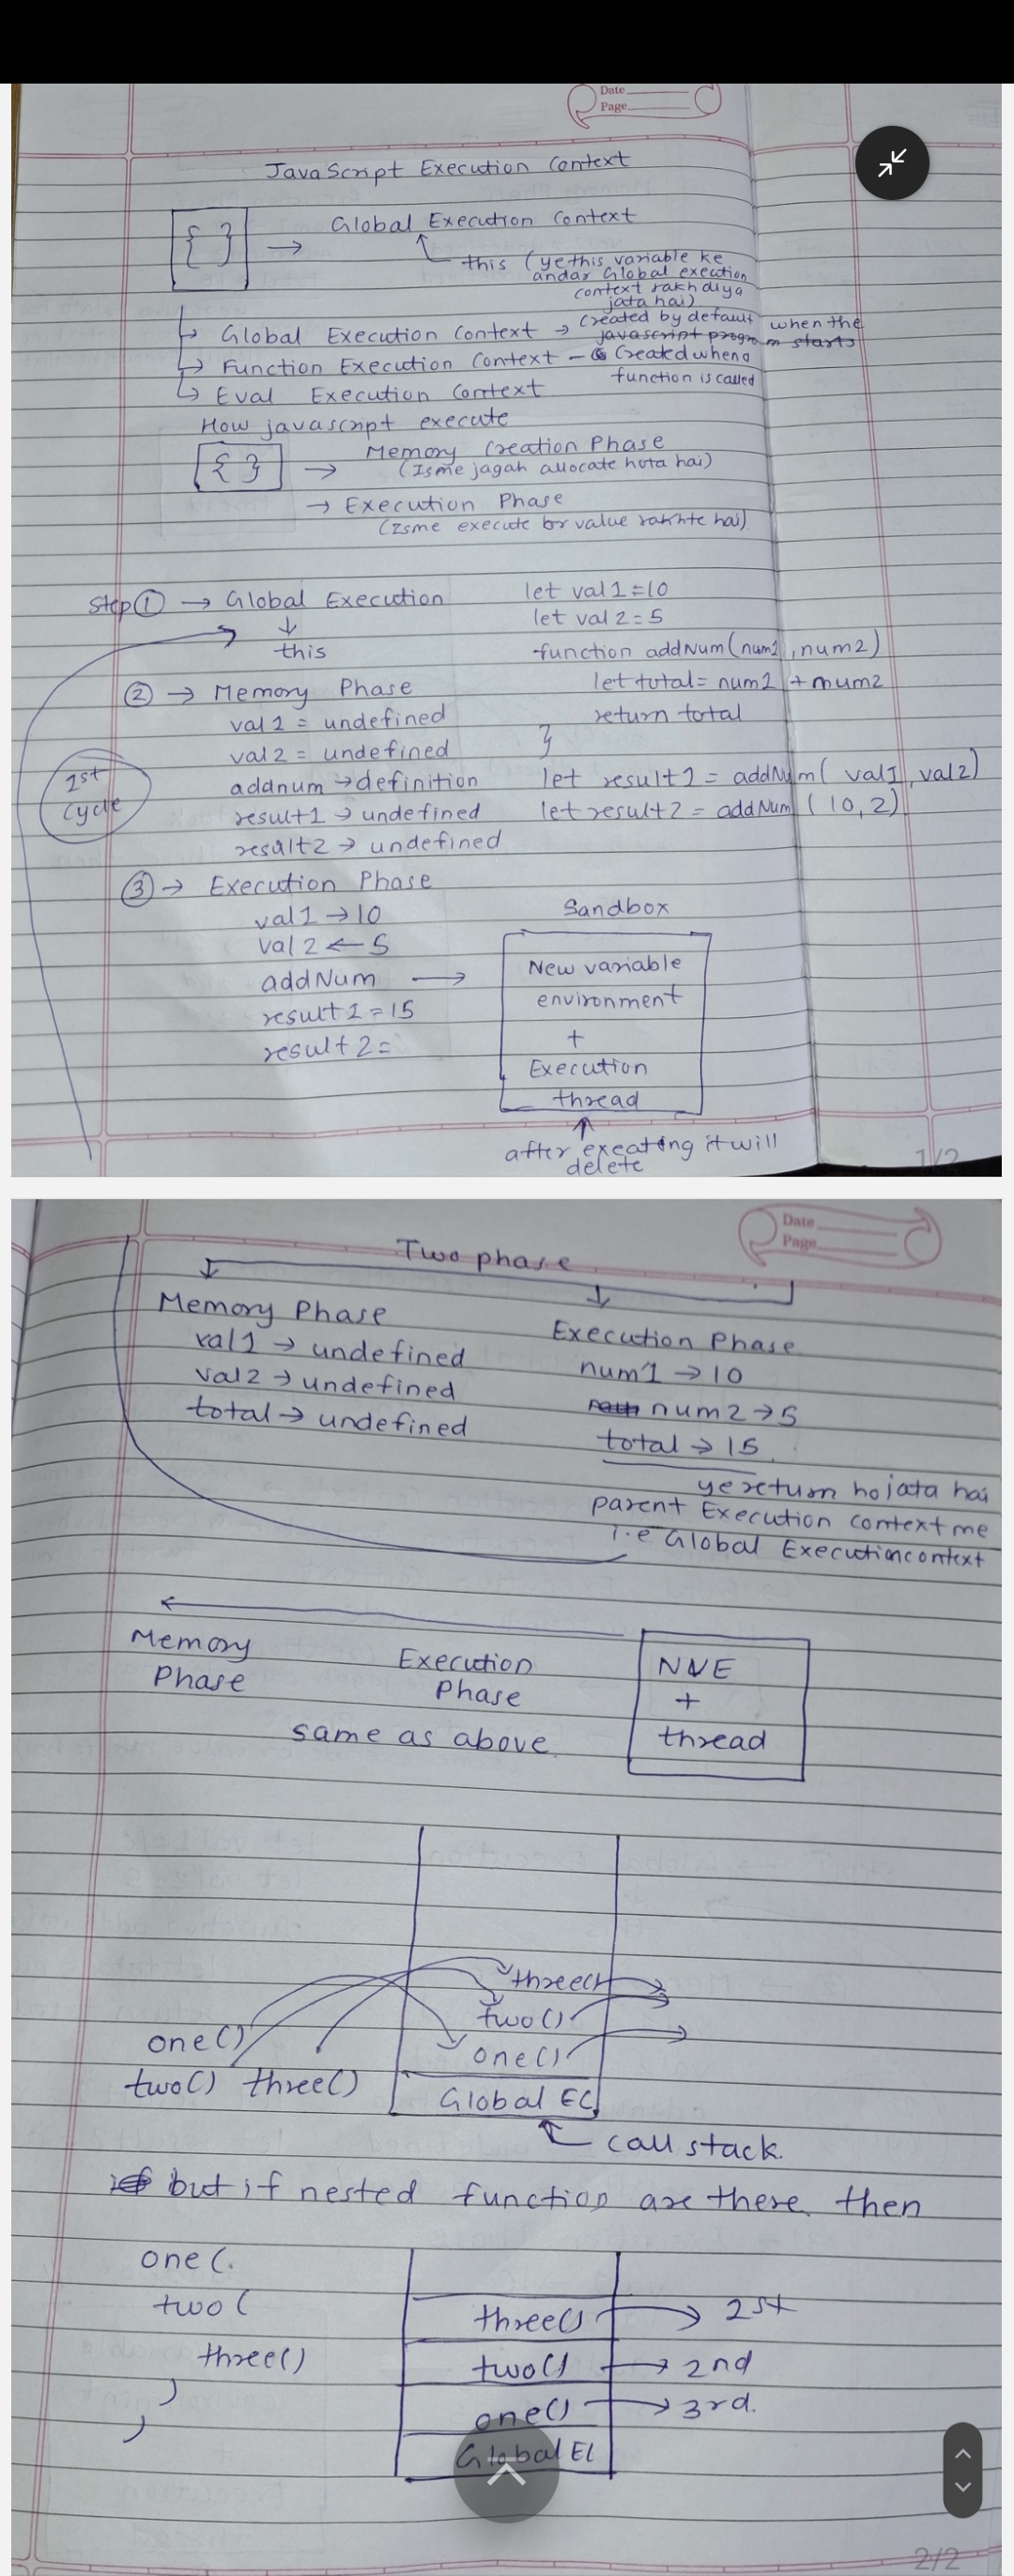 Date
Page
JavaScript Execution Context
{ } → Global Execution Context
this (ye this variable ke
andar Global exection
context rakh diya
jata hai)
↳ Global Execution Context → Created by default when the
javascript program starts
↳ Function Execution Context - Created when a
function is called
↳ Eval Execution Context
How javascript execute
{ } → Memory Creation Phase
(Isme jagah allocate hota hai)
→ Execution Phase
(Isme execute or value rakhte hai)
Step ① → Global Execution
↓
this
② → Memory Phase
val1 = undefined
val2 = undefined
addnum → definition
result1 → undefined
result2 → undefined
1st
Cycle
let val1 = 10
let val2 = 5
function addNum(num1, num2)
let total = num1 + num2
return total
}
let result1 = addNum( val1, val2)
let result2 = addNum ( 10, 2)
③ → Execution Phase
val1 → 10
val2 ← 5
addNum →
result1 = 15
result2 =
Sandbox
New variable
environment
+
Execution
thread
after exeating it will
delete
1/2
Date
Page
Two phase
Memory Phase
val1 → undefined
val2 → undefined
total → undefined
Execution Phase
num1 → 10
num2 → 5
total → 15
ye return ho jata hai
parent Execution context me
i.e Global Execution context
Memory
Phase
Execution
Phase
same as above
NVE
+
thread
three()
two()
one()
Global EC
one()
two() three()
call stack.
but if nested function are there then
one(
two(
three()
)
)
three() → 1st
two() → 2nd
one() → 3rd.
Global EC
2/2